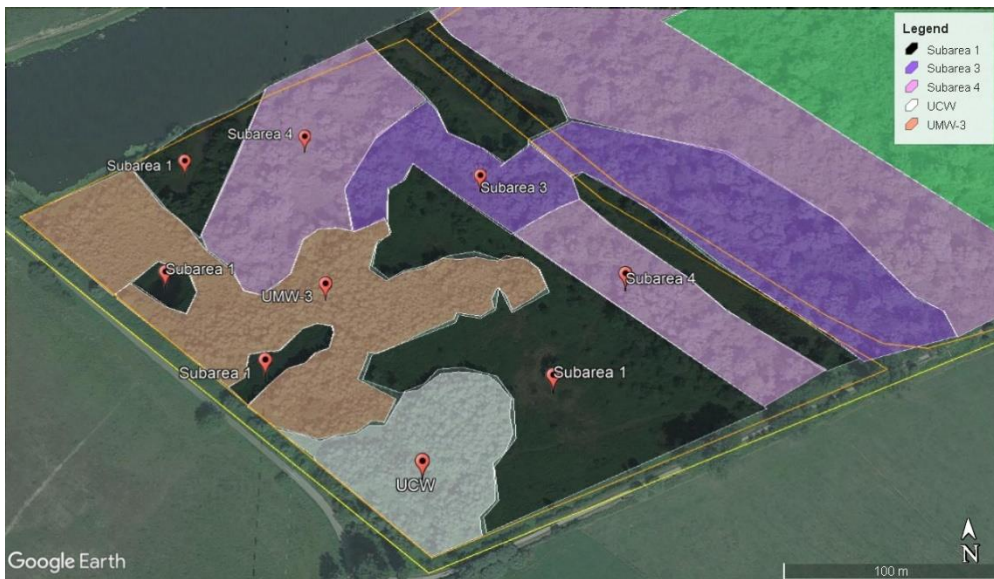 Legend
Subarea 1
Subarea 3
Subarea 4
UCW
UMW-3
Subarea 4
Subarea 1
Subarea 3
Subarea 1
UMW-3
Subarea 4
Subarea 1
Subarea 1
UCW
Google Earth
N
100 m